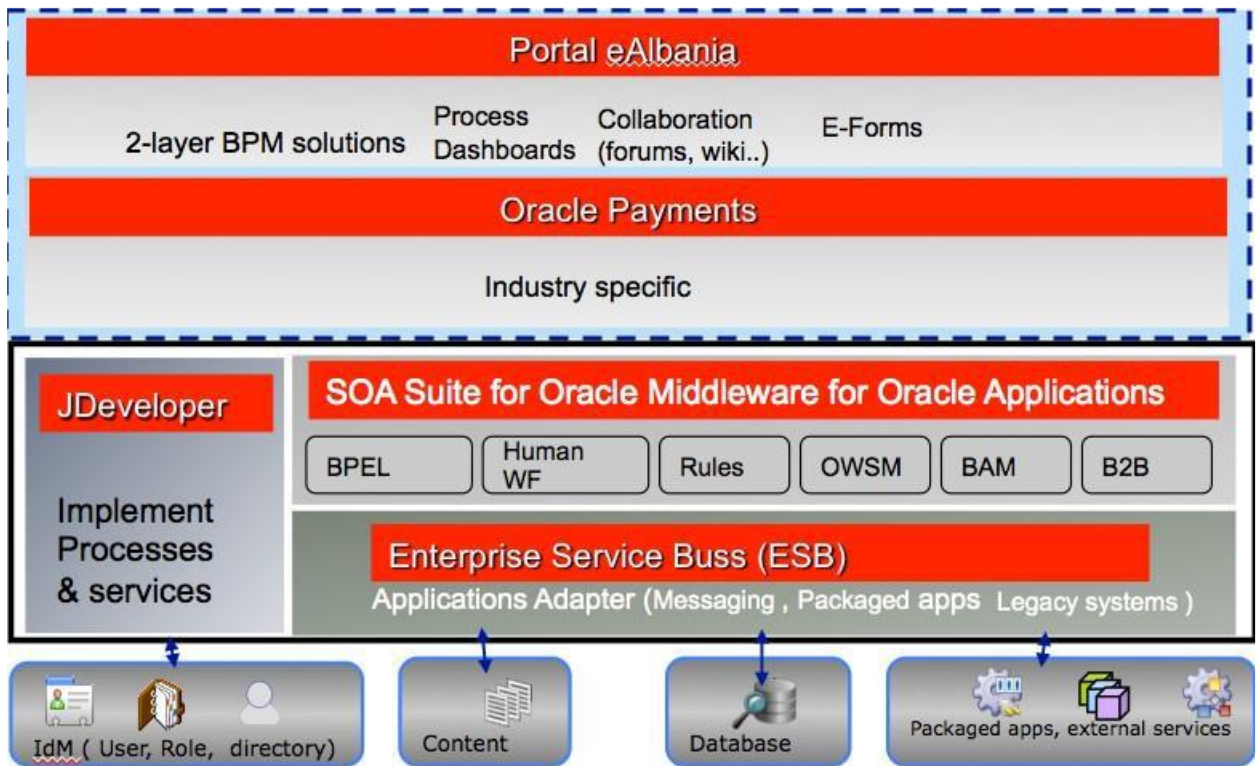 Portal eAlbania
2-layer BPM solutions
Process
Dashboards
Collaboration
(forums, wiki..)
E-Forms
Oracle Payments
Industry specific
JDeveloper
Implement
Processes
& services
SOA Suite for Oracle Middleware for Oracle Applications
BPEL
Human
WF
Rules
OWSM
BAM
B2B
Enterprise Service Buss (ESB)
Applications Adapter (Messaging , Packaged apps Legacy systems )
IdM ( User, Role, directory)
Content
Database
Packaged apps, external services